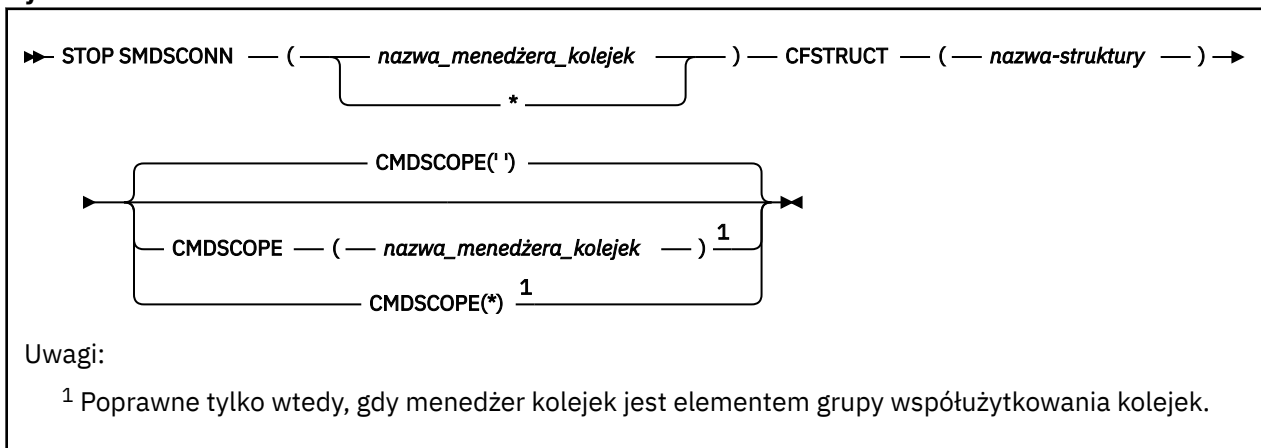 STOP SMDSCONN ( nazwa_menedżera_kolejek ) CFSTRUCT ( nazwa-struktury )
*
CMDSCOPE(' ')
CMDSCOPE ( nazwa_menedżera_kolejek ) 1
CMDSCOPE(*) 1
Uwagi:
1 Poprawne tylko wtedy, gdy menedżer kolejek jest elementem grupy współużytkowania kolejek.